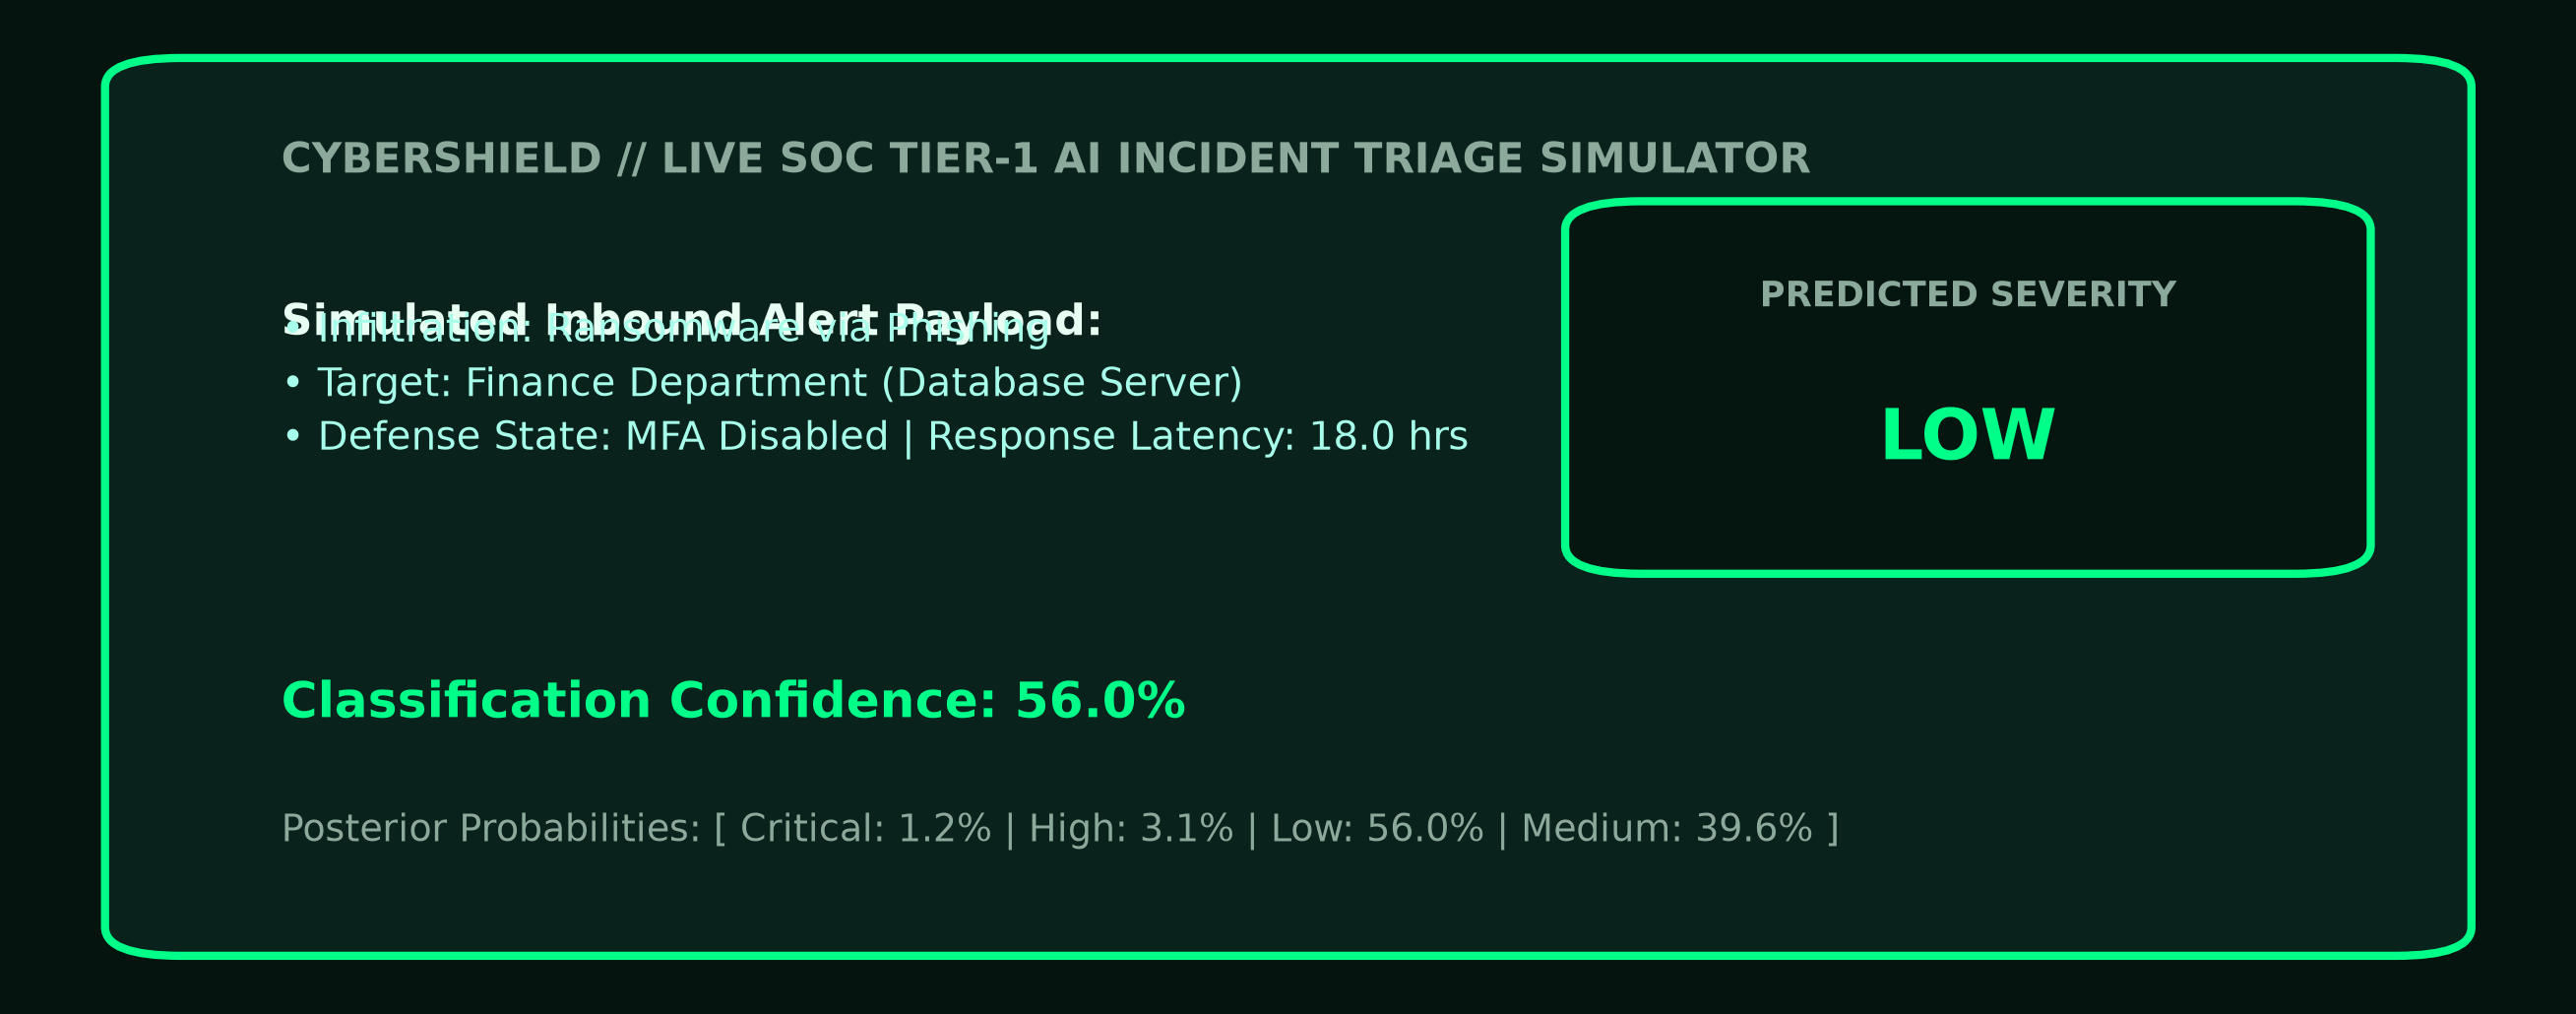 CYBERSHIELD // LIVE SOC TIER-1 AI INCIDENT TRIAGE SIMULATOR
Simulated Inbound Alert Payload:
• Infiltration: Ransomware via Phishing
• Target: Finance Department (Database Server)
• Defense State: MFA Disabled | Response Latency: 18.0 hrs
PREDICTED SEVERITY
LOW
Classification Confidence: 56.0%
Posterior Probabilities: [ Critical: 1.2% | High: 3.1% | Low: 56.0% | Medium: 39.6% ]